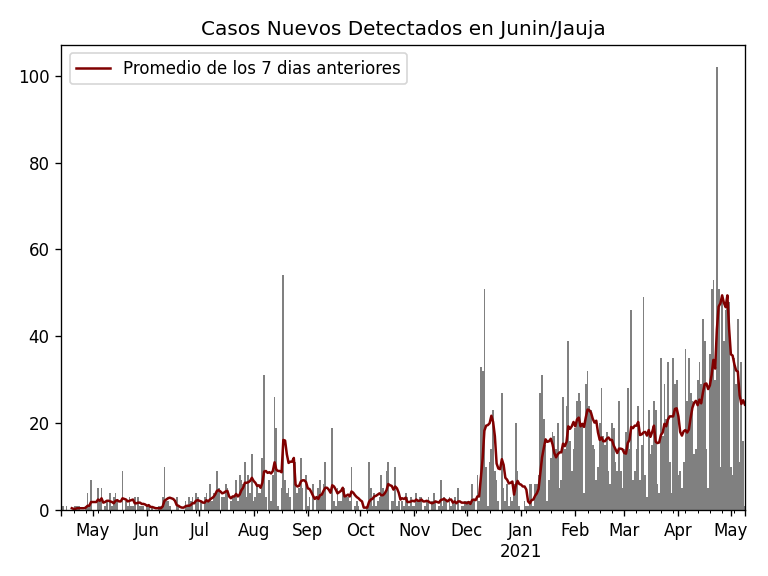 Casos Nuevos Detectados en Junin/Jauja
Promedio de los 7 dias anteriores
100
80
60
40
20
0
May Jun Jul Aug Sep Oct Nov Dec Jan Feb Mar Apr May
2021